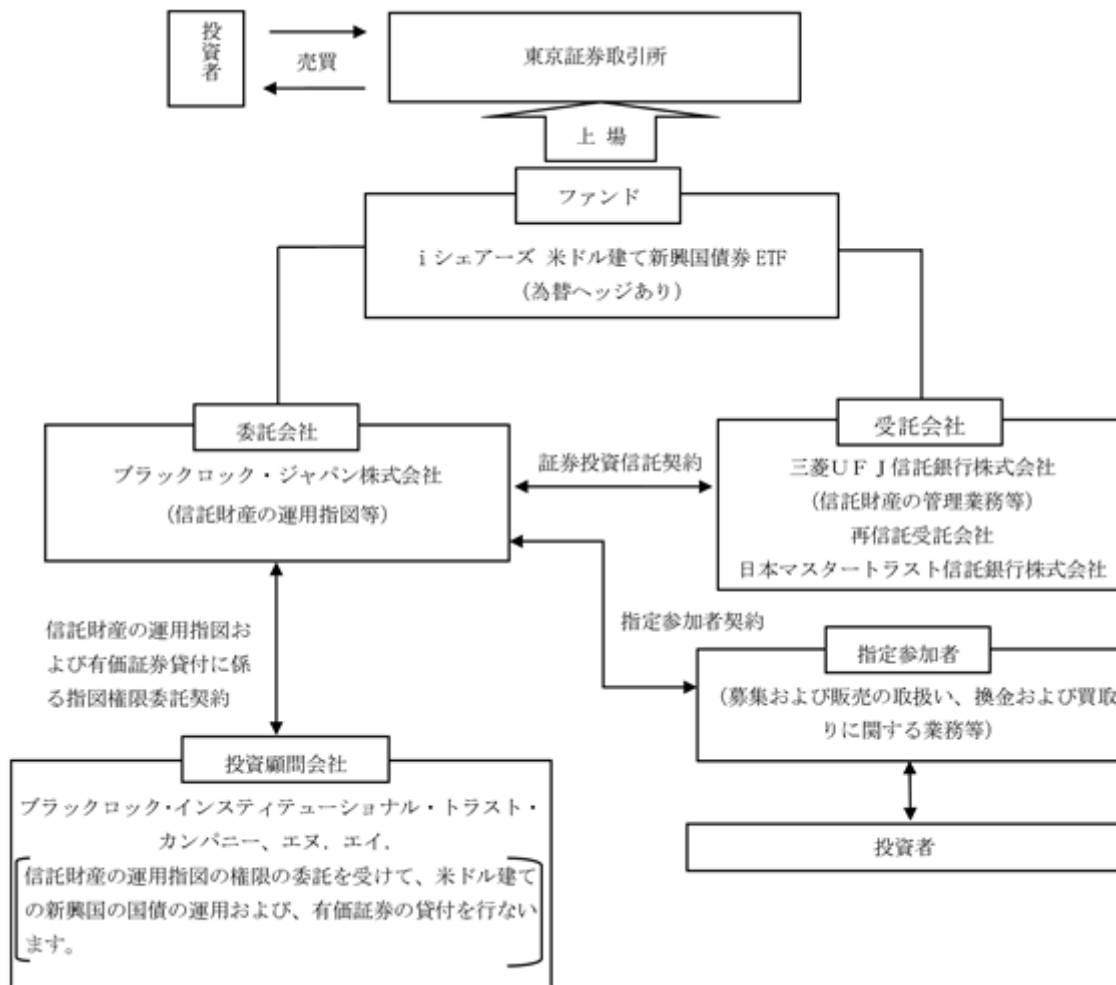 投資者
売買
東京証券取引所
上 場
ファンド
iシェアーズ 米ドル建て新興国債券 ETF
(為替ヘッジあり)
委託会社
ブラックロック・ジャパン株式会社
(信託財産の運用指図等)
証券投資信託契約
受託会社
三菱UFJ信託銀行株式会社
(信託財産の管理業務等)
再信託受託会社
日本マスタートラスト信託銀行株式会社
信託財産の運用指図お
よび有価証券貸付に係
る指図権限委託契約
指定参加者契約
指定参加者
(募集および販売の取扱い、換金および買取
りに関する業務等)
投資者
投資顧問会社
ブラックロック・インスティテューショナル・トラスト・
カンパニー、エヌ.エイ.
信託財産の運用指図の権限の委託を受けて、米ドル建て
の新興国の国債の運用および、有価証券の貸付を行ない
ます。